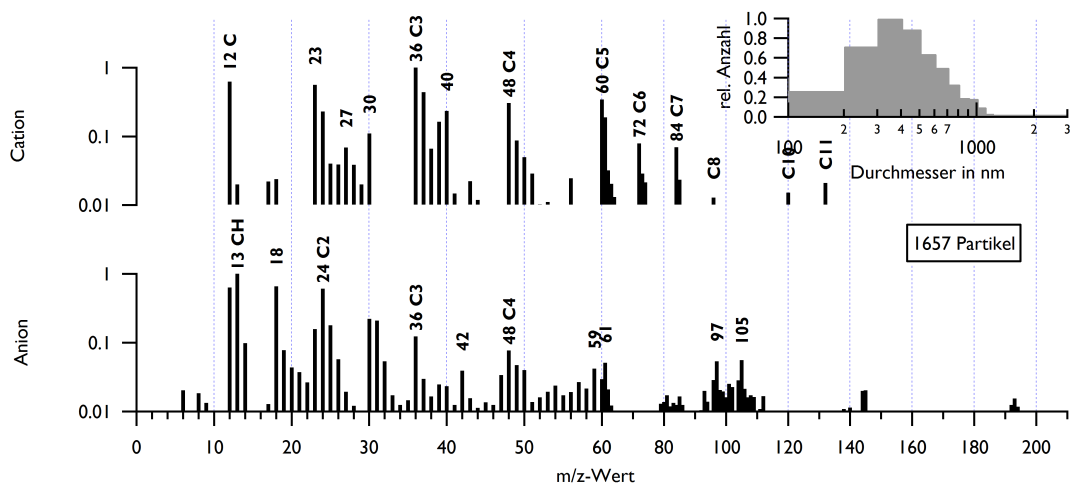 Cation
1
0.1
0.01
12 C
23
27
30
36 C3
40
48 C4
60 C5
72 C6
84 C7
C8
C10
C11
rel. Anzahl
1.0
0.8
0.6
0.4
0.2
0.0
100
2
3
4
5
6
7
1000
2
3
Durchmesser in nm
1657 Partikel
Anion
1
0.1
0.01
13 CH
18
24 C2
36 C3
42
48 C4
59
61
97
105
0
10
20
30
40
50
60
80
100
120
140
160
180
200
m/z-Wert